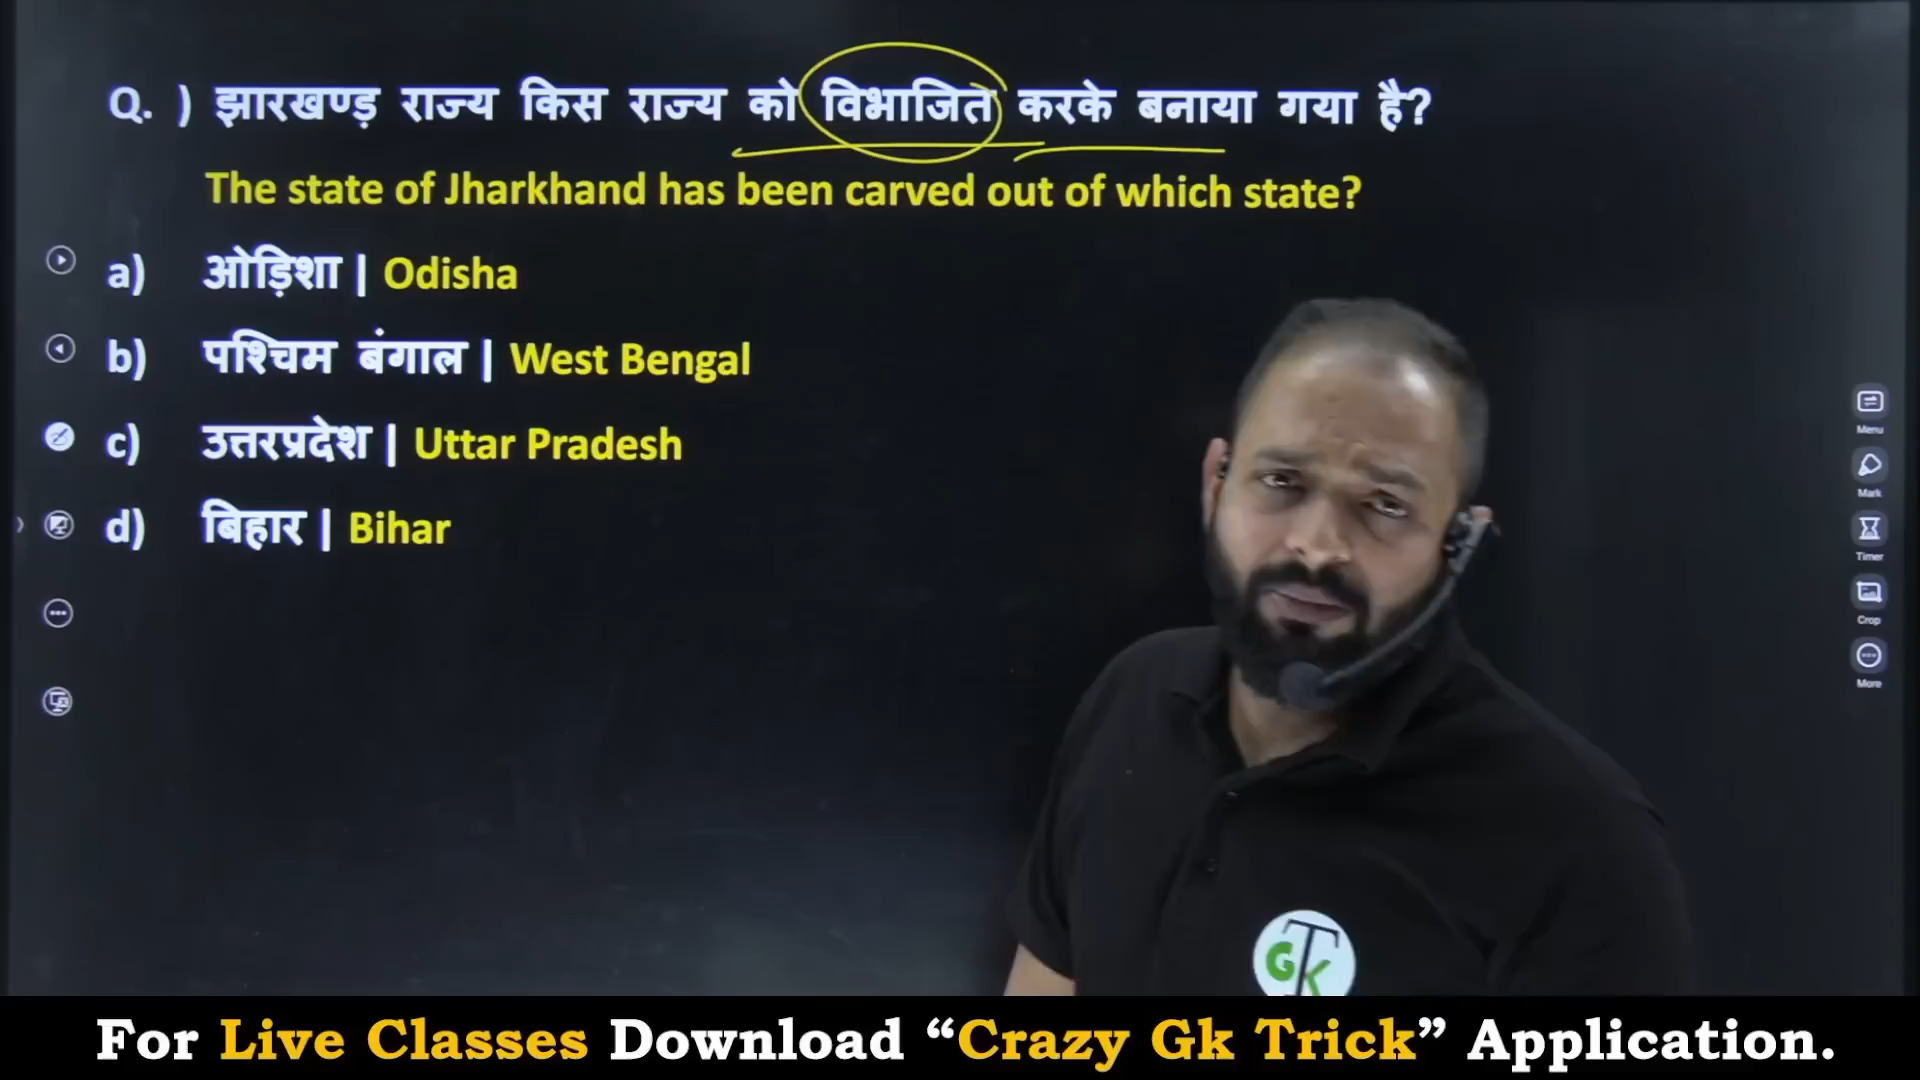 Q. ) झारखण्ड़ राज्य किस राज्य को विभाजित करके बनाया गया है?
The state of Jharkhand has been carved out of which state?
a) ओड़िशा | Odisha
b) पश्चिम बंगाल | West Bengal
c) उत्तरप्रदेश | Uttar Pradesh
d) बिहार | Bihar
Menu
Mark
Timer
Crop
More
GTK
For Live Classes Download “Crazy Gk Trick” Application.